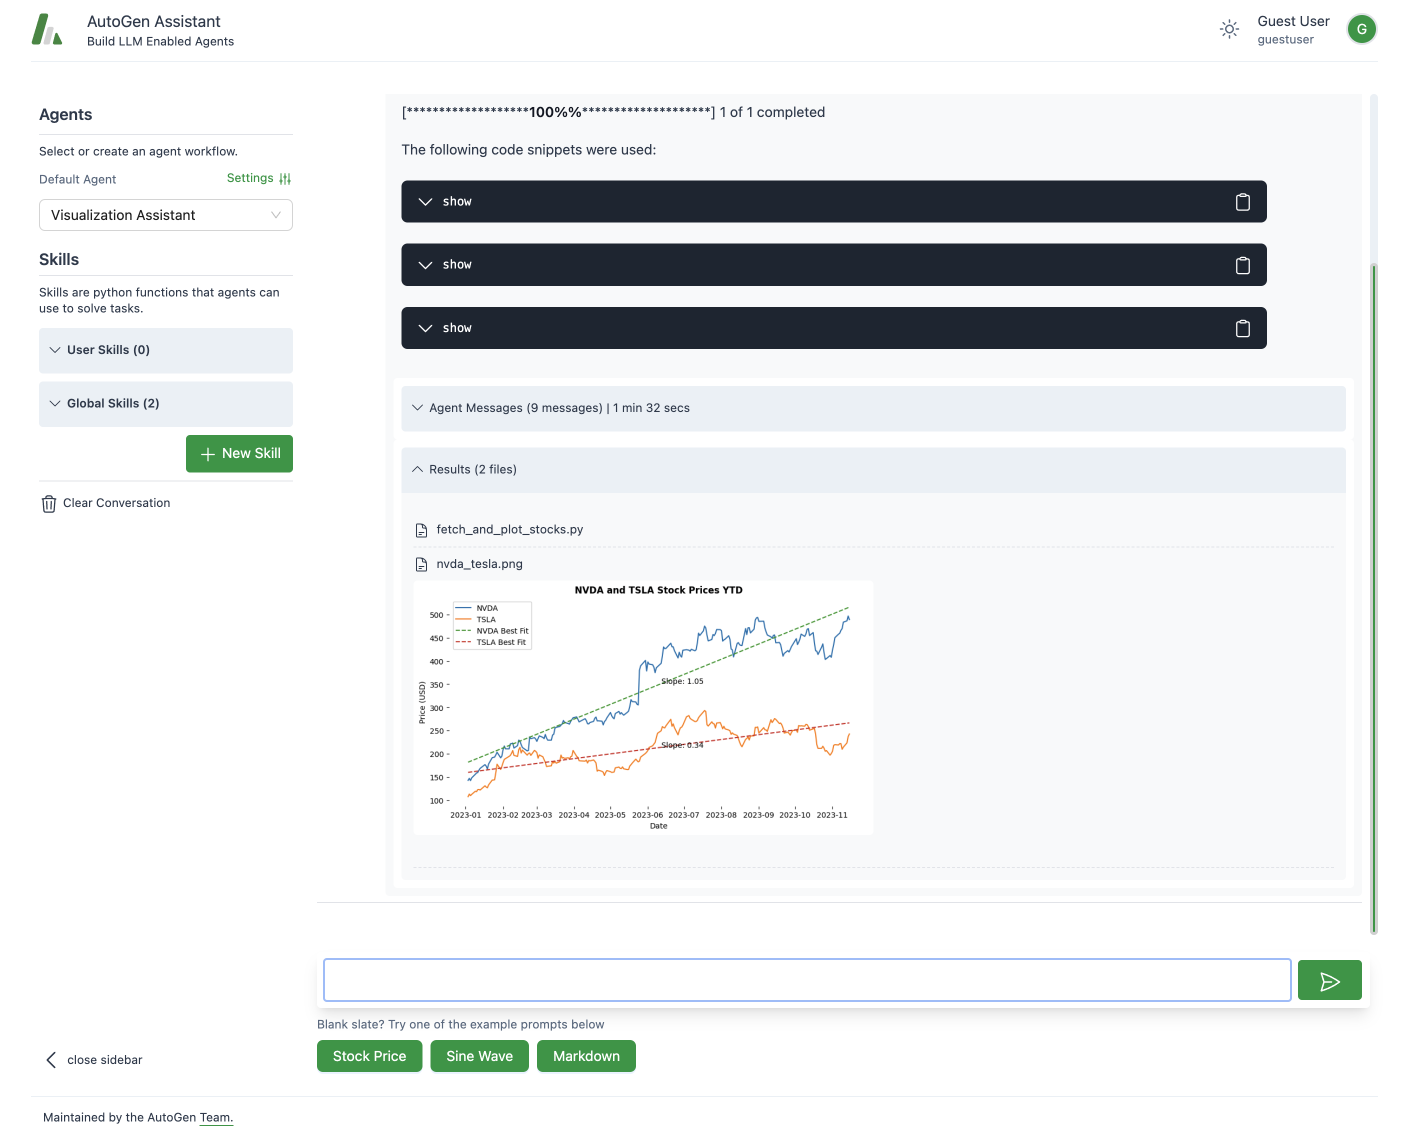 AutoGen Assistant
Build LLM Enabled Agents
Guest User
guestuser
G
Agents
Select or create an agent workflow.
Default Agent
Settings
Visualization Assistant
Skills
Skills are python functions that agents can
use to solve tasks.
User Skills (0)
Global Skills (2)
New Skill
Clear Conversation
[*******************100%%********************] 1 of 1 completed
The following code snippets were used:
show
show
show
Agent Messages (9 messages) | 1 min 32 secs
Results (2 files)
fetch_and_plot_stocks.py
nvda_tesla.png
NVDA and TSLA Stock Prices YTD
NVDA
TSLA
NVDA Best Fit
TSLA Best Fit
500
450
400
350
300
250
200
150
100
Price (USD)
Slope: 1.05
Slope: 0.34
2023-01 2023-02 2023-03 2023-04 2023-05 2023-06 2023-07 2023-08 2023-09 2023-10 2023-11
Date
Blank slate? Try one of the example prompts below
Stock Price
Sine Wave
Markdown
close sidebar
Maintained by the AutoGen Team.